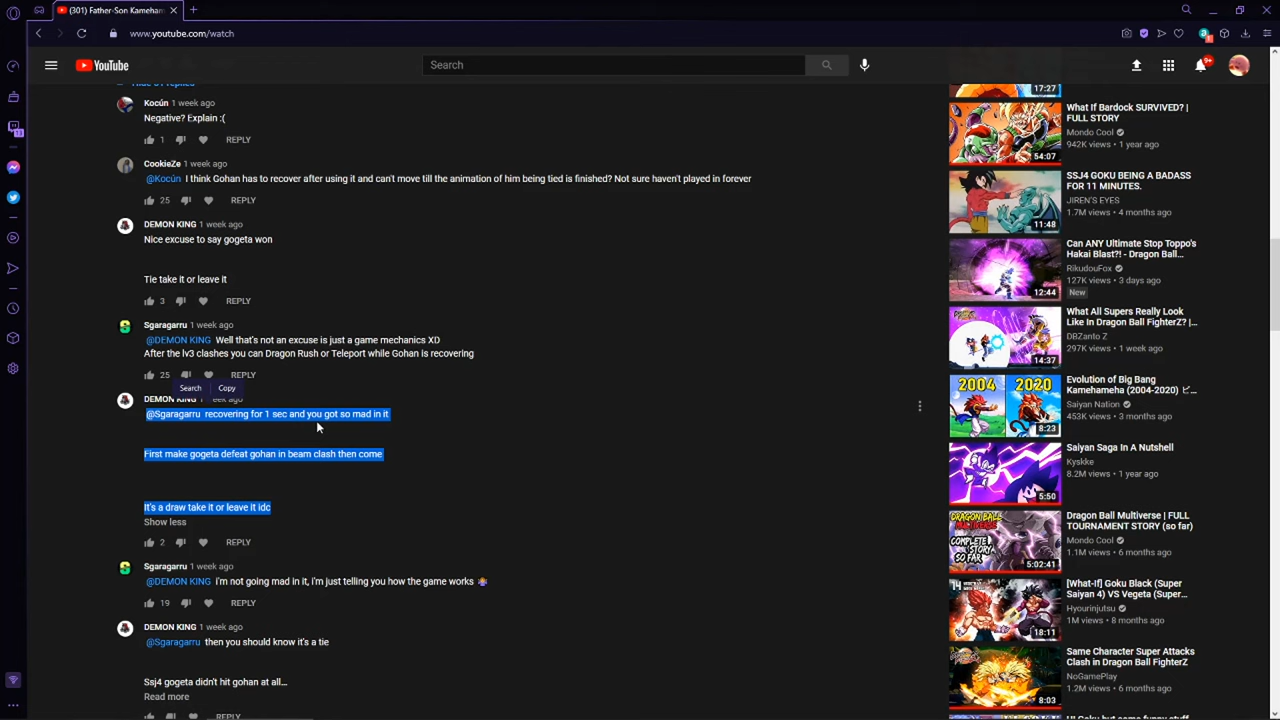 (301) Father-Son Kameham
www.youtube.com/watch
YouTube
Search
9+
Kocún 1 week ago
Negative? Explain :(
1 REPLY
CookieZe 1 week ago
@Kocún I think Gohan has to recover after using it and can't move till the animation of him being tied is finished? Not sure haven't played in forever
25 REPLY
DEMON KING 1 week ago
Nice excuse to say gogeta won
Tie take it or leave it
3 REPLY
Sgaragarru 1 week ago
@DEMON KING Well that's not an excuse is just a game mechanics XD
After the lv3 clashes you can Dragon Rush or Teleport while Gohan is recovering
25 REPLY
Search Copy
DEMON KING 1 week ago
@Sgaragarru recovering for 1 sec and you got so mad in it
First make gogeta defeat gohan in beam clash then come
It's a draw take it or leave it idc
Show less
2 REPLY
Sgaragarru 1 week ago
@DEMON KING i'm not going mad in it, i'm just telling you how the game works
19 REPLY
DEMON KING 1 week ago
@Sgaragarru then you should know it's a tie
Ssj4 gogeta didn't hit gohan at all...
Read more
REPLY
17:27
What If Bardock SURVIVED? |
FULL STORY
Mondo Cool
942K views • 1 year ago
54:07
SSJ4 GOKU BEING A BADASS
FOR 11 MINUTES.
JIREN'S EYES
1.7M views • 4 months ago
11:48
Can ANY Ultimate Stop Toppo's
Hakai Blast?! - Dragon Ball...
RikudouFox
127K views • 3 days ago
New
12:44
What All Supers Really Look
Like In Dragon Ball FighterZ? |
DBZanto Z
297K views • 1 week ago
14:37
2004 2020
Evolution of Big Bang
Kamehameha (2004-2020)
Saiyan Nation
453K views • 3 months ago
8:23
Saiyan Saga In A Nutshell
Kyskke
8.2M views • 1 year ago
5:50
DRAGON BALL
MULTIVERSE
COMPLETE
STORY
SO FAR
Dragon Ball Multiverse | FULL
TOURNAMENT STORY (so far)
Mondo Cool
1.1M views • 6 months ago
5:02:41
[What-If] Goku Black (Super
Saiyan 4) VS Vegeta (Super...
Hyourinjutsu
1M views • 8 months ago
18:11
Same Character Super Attacks
Clash in Dragon Ball FighterZ
NoGamePlay
1.2M views • 6 months ago
8:03